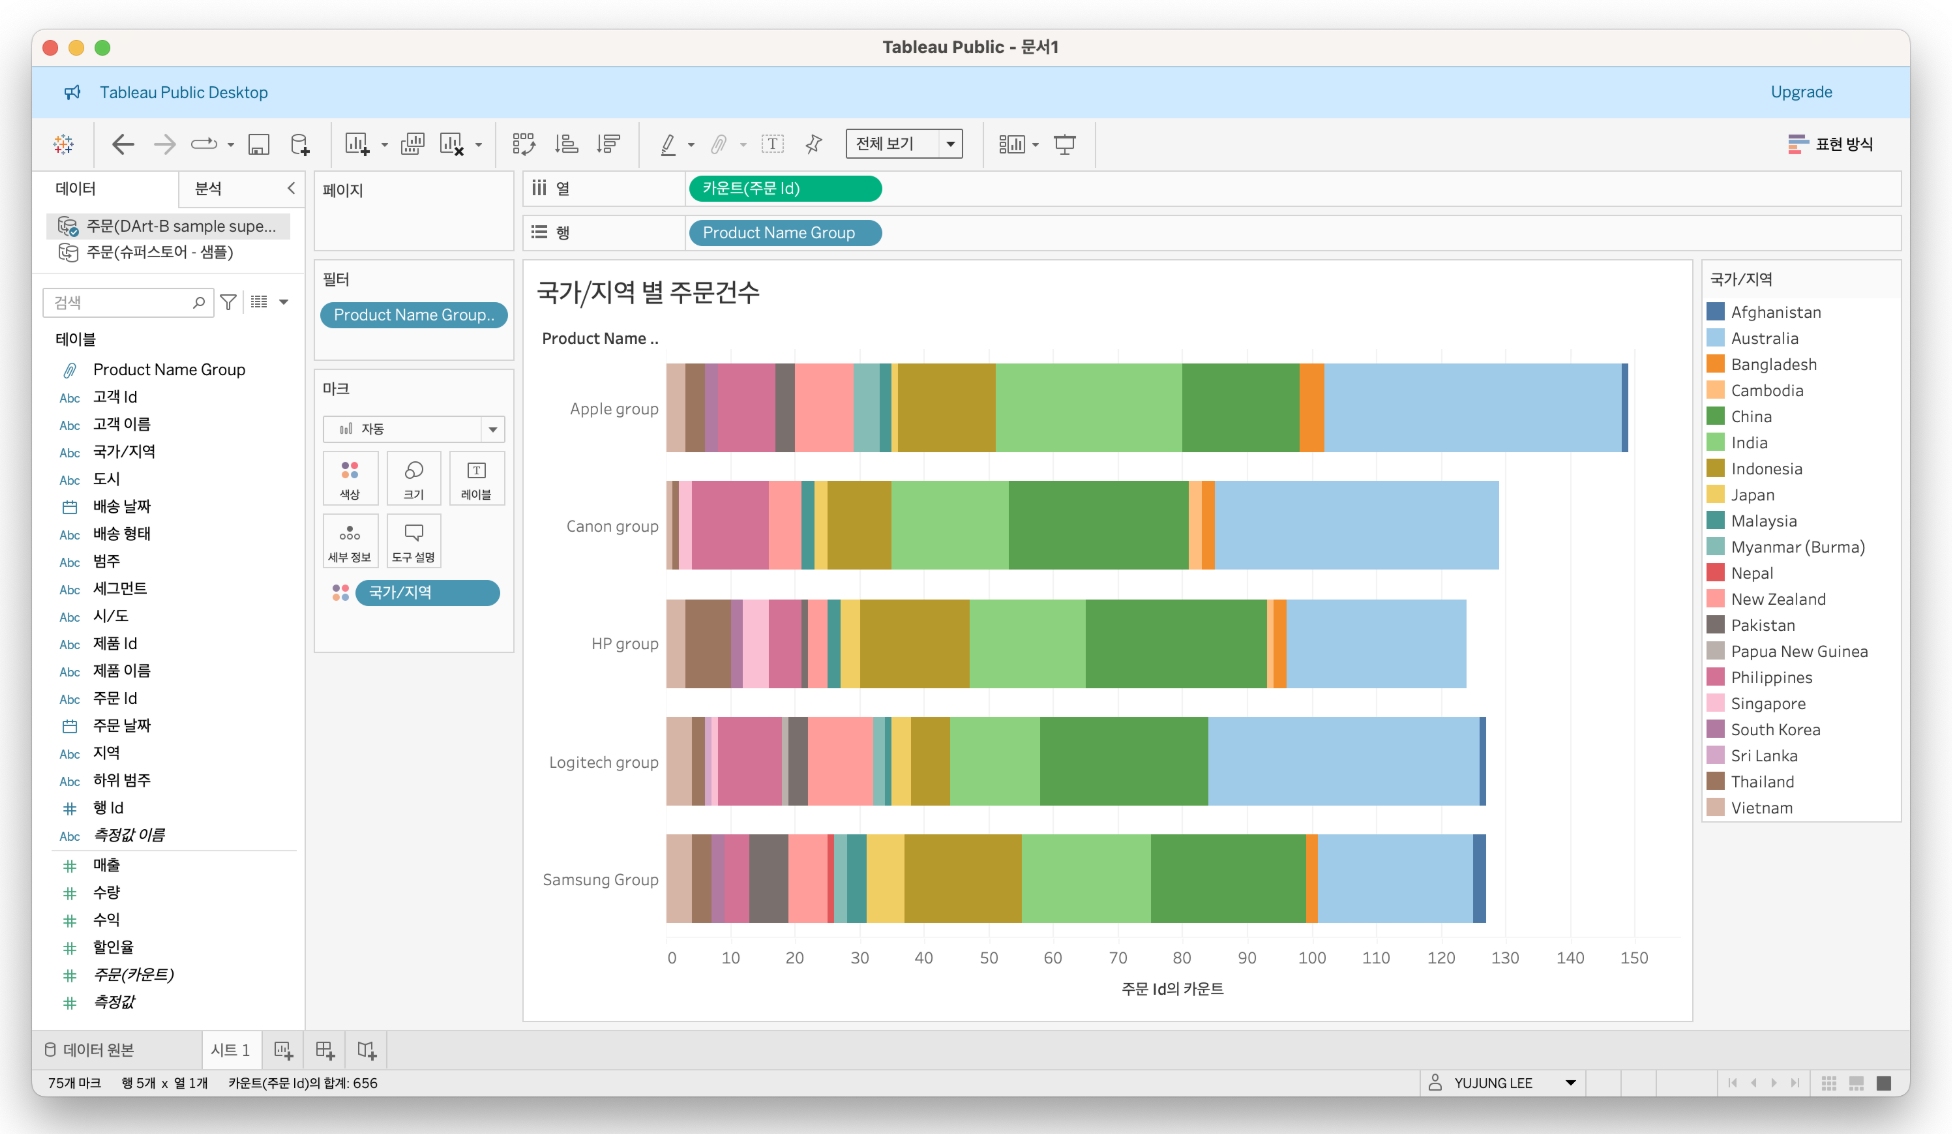 Tableau Public - 문서1
Tableau Public Desktop
Upgrade
전체 보기
표현 방식
데이터
분석
주문(DArt-B sample supe...
주문(슈퍼스토어 - 샘플)
검색
테이블
Product Name Group
Abc 고객 Id
Abc 고객 이름
Abc 국가/지역
Abc 도시
배송 날짜
Abc 배송 형태
Abc 범주
Abc 세그먼트
Abc 시/도
Abc 제품 Id
Abc 제품 이름
Abc 주문 Id
주문 날짜
Abc 지역
Abc 하위 범주
행 Id
Abc 측정값 이름
매출
수량
수익
할인율
주문(카운트)
측정값
페이지
필터
Product Name Group..
마크
자동
색상
크기
레이블
세부 정보
도구 설명
국가/지역
열
카운트(주문 Id)
행
Product Name Group
국가/지역 별 주문건수
Product Name ..
Apple group
Canon group
HP group
Logitech group
Samsung Group
0 10 20 30 40 50 60 70 80 90 100 110 120 130 140 150
주문 Id의 카운트
국가/지역
Afghanistan
Australia
Bangladesh
Cambodia
China
India
Indonesia
Japan
Malaysia
Myanmar (Burma)
Nepal
New Zealand
Pakistan
Papua New Guinea
Philippines
Singapore
South Korea
Sri Lanka
Thailand
Vietnam
데이터 원본
시트 1
75개 마크 행 5개 x 열 1개 카운트(주문 Id)의 합계: 656
YUJUNG LEE